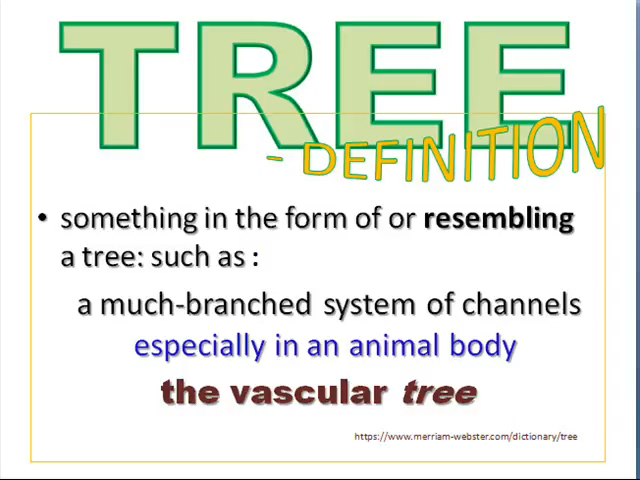 TREE
- DEFINITION
• something in the form of or resembling
a tree: such as :
a much-branched system of channels
especially in an animal body
the vascular tree
https://www.merriam-webster.com/dictionary/tree